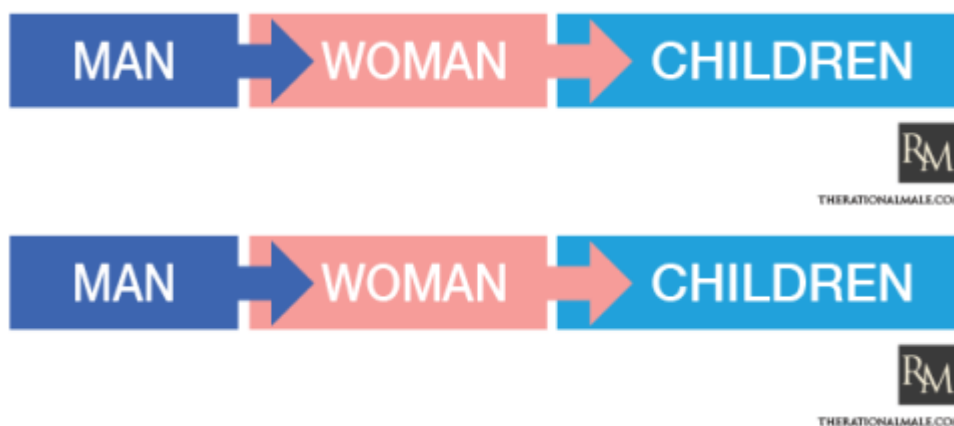 MAN WOMAN CHILDREN
RM
THERATIONALMALE.CO
MAN WOMAN CHILDREN
RM
THERATIONALMALE.CO